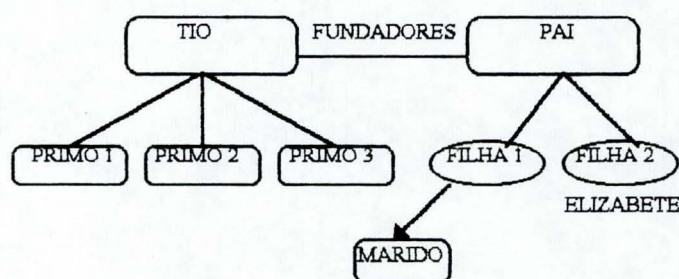 TIO FUNDADORES PAI
PRIMO 1 PRIMO 2 PRIMO 3 FILHA 1 FILHA 2
ELIZABETE
MARIDO